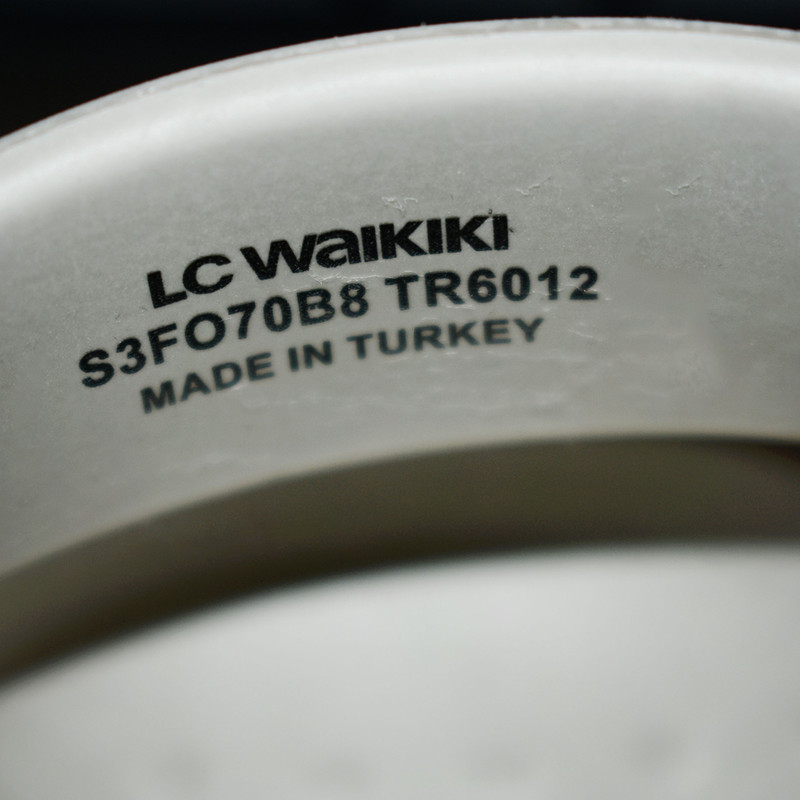 LC WAIKIKI
S3FO70B8 TR6012
MADE IN TURKEY